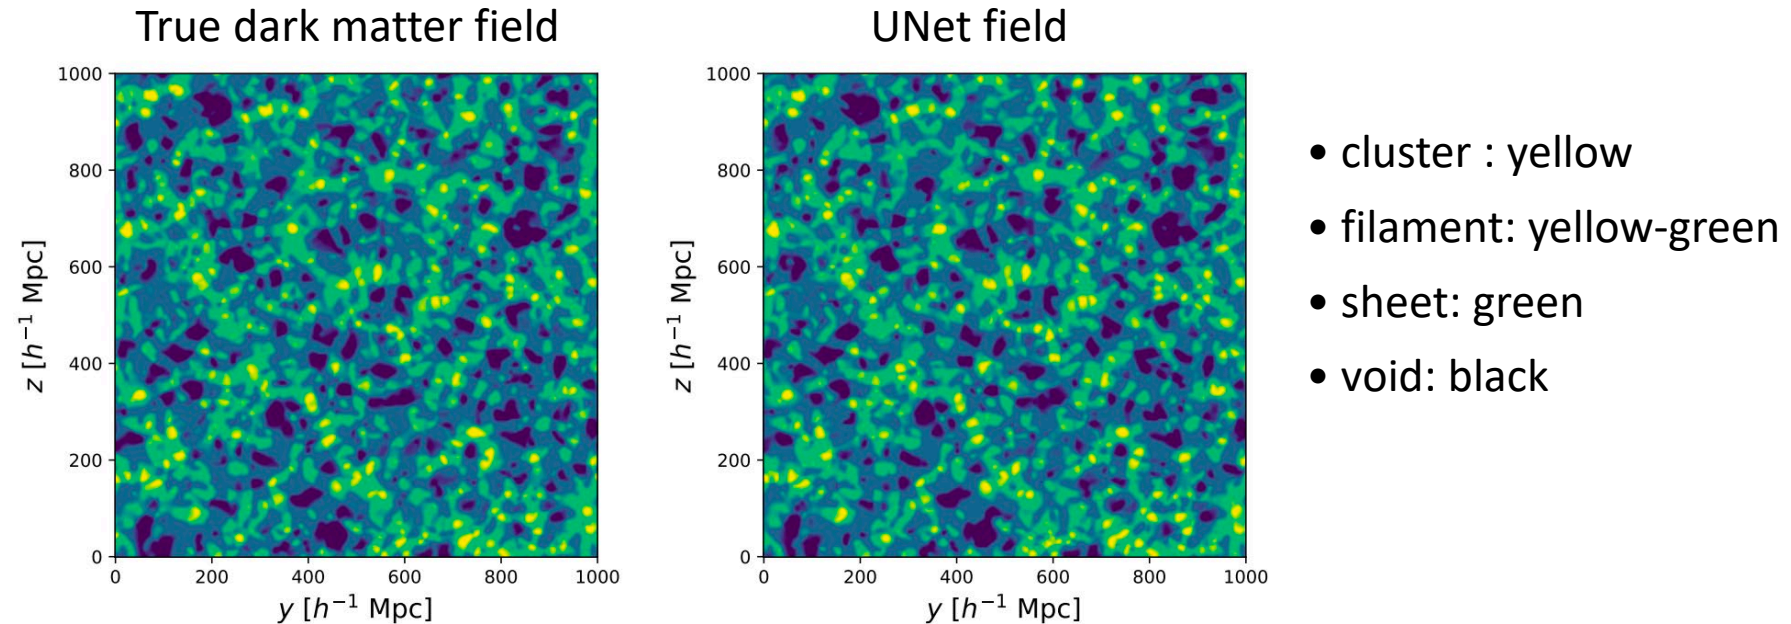 True dark matter field
UNet field
1000
800
600
400
200
0
0 200 400 600 800 1000
z [h⁻¹ Mpc]
y [h⁻¹ Mpc]
1000
800
600
400
200
0
0 200 400 600 800 1000
z [h⁻¹ Mpc]
y [h⁻¹ Mpc]
• cluster : yellow
• filament: yellow-green
• sheet: green
• void: black